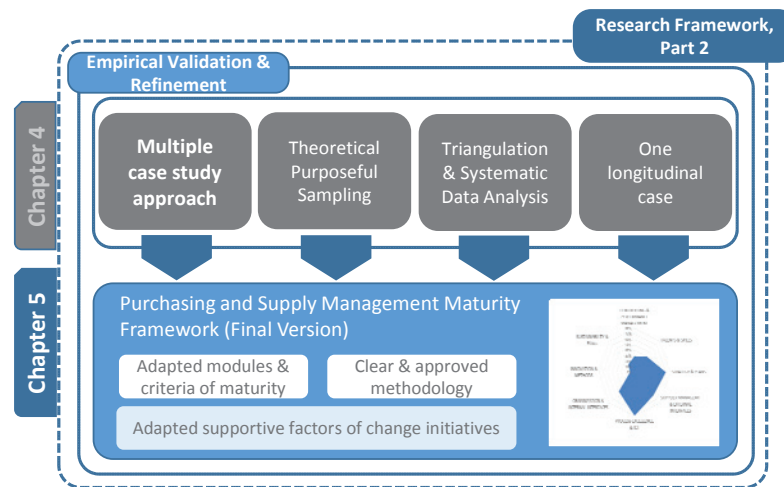 Research Framework,
Part 2
Empirical Validation &
Refinement
Chapter 4
Multiple
case study
approach
Theoretical
Purposeful
Sampling
Triangulation
& Systematic
Data Analysis
One
longitudinal
case
Chapter 5
Purchasing and Supply Management Maturity
Framework (Final Version)
Adapted modules &
criteria of maturity
Clear & approved
methodology
Adapted supportive factors of change initiatives